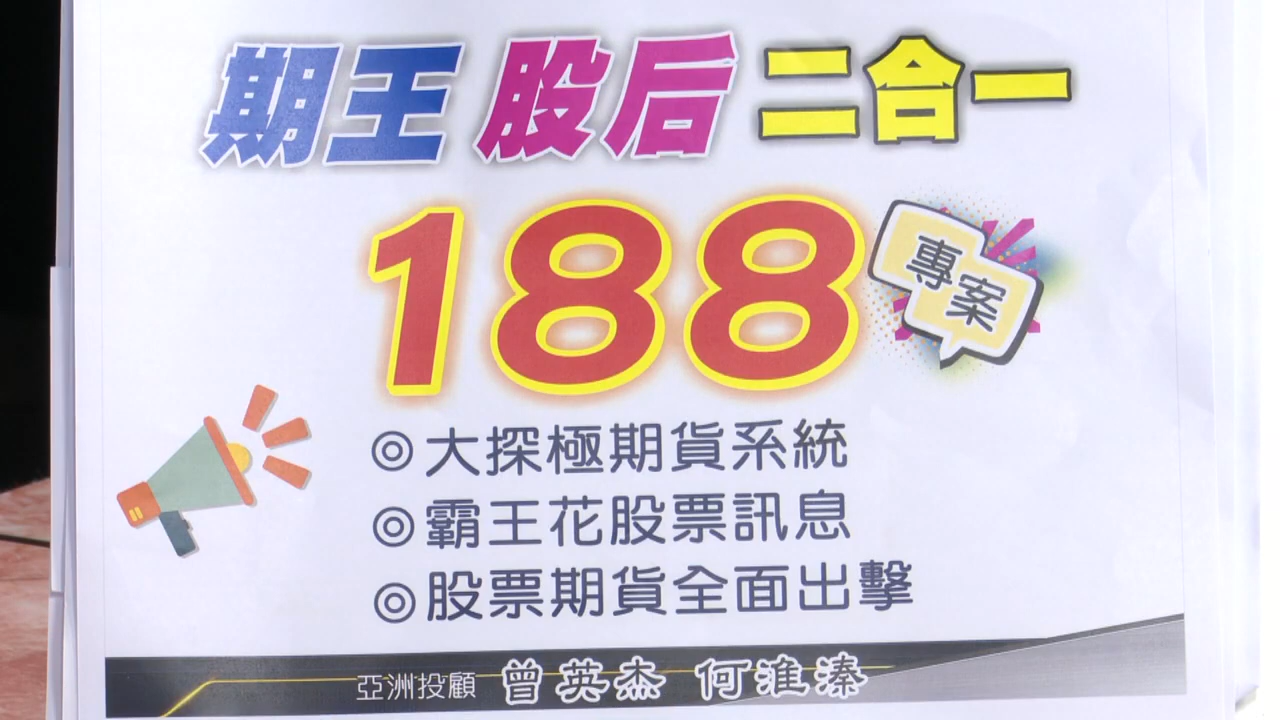 期王 股后 二合一
188
專案
◎大探極期貨系統
◎霸王花股票訊息
◎股票期貨全面出擊
亞洲投顧 曾英杰 何淮溱